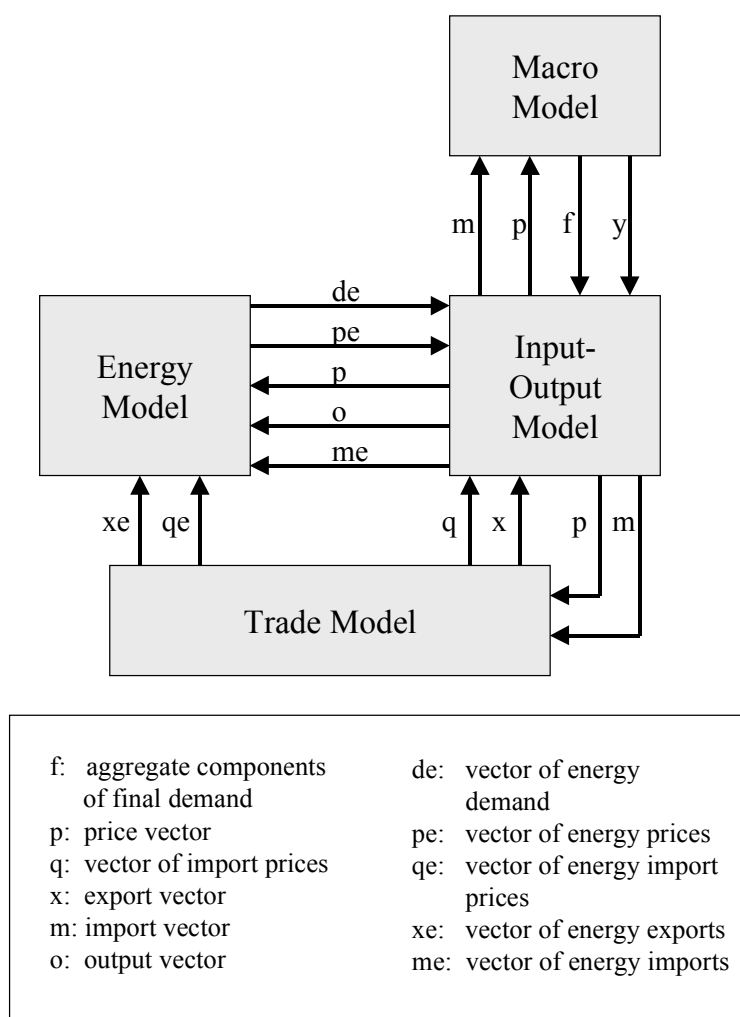 Macro
Model
m
p
f
y
de
pe
p
o
me
Energy
Model
Input-
Output
Model
xe
qe
q
x
p
m
Trade Model
f: aggregate components
of final demand
p: price vector
q: vector of import prices
x: export vector
m: import vector
o: output vector
de: vector of energy
demand
pe: vector of energy prices
qe: vector of energy import
prices
xe: vector of energy exports
me: vector of energy imports